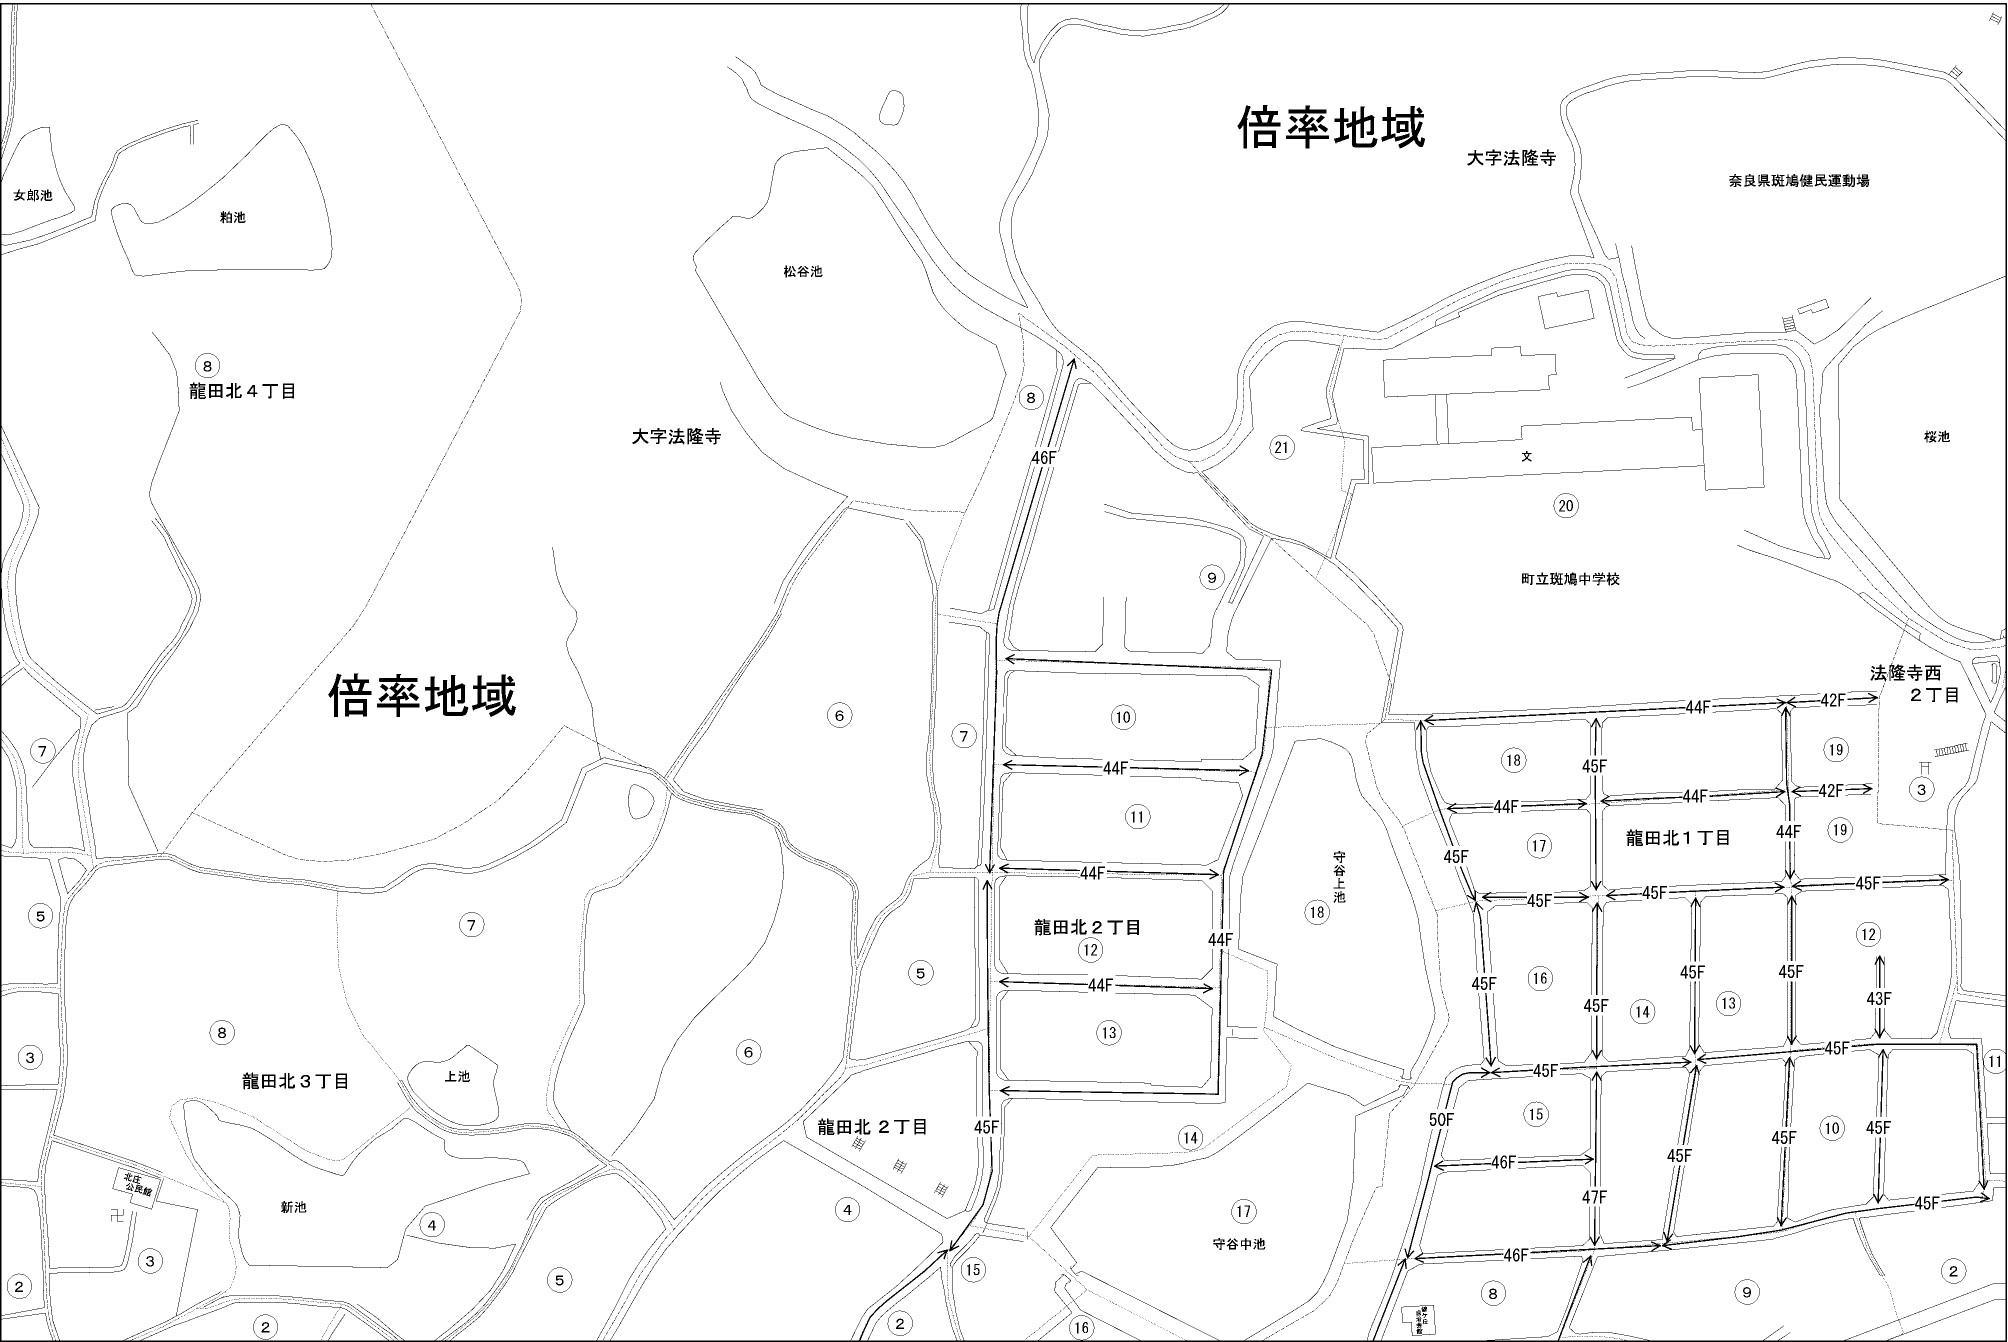 倍率地域
大字法隆寺
奈良県斑鳩健民運動場
女郎池
粕池
松谷池
8
龍田北4丁目
大字法隆寺
8
46F
21
文
桜池
20
9
町立斑鳩中学校
倍率地域
法隆寺西
2丁目
44F
42F
6
10
7
7
18
19
45F
44F
3
44F
44F
42F
11
44F
龍田北1丁目
19
17
守谷上池
45F
44F
45F
45F
45F
5
7
18
龍田北2丁目
12
44F
12
5
16
45F
45F
45F
45F
44F
43F
14
13
8
13
3
6
45F
11
上池
龍田北3丁目
45F
50F
15
龍田北2丁目
45F
14
10
45F
45F
45F
46F
北庄
公民館
新池
47F
4
4
17
45F
守谷中池
46F
3
15
5
2
2
8
9
2
2
16